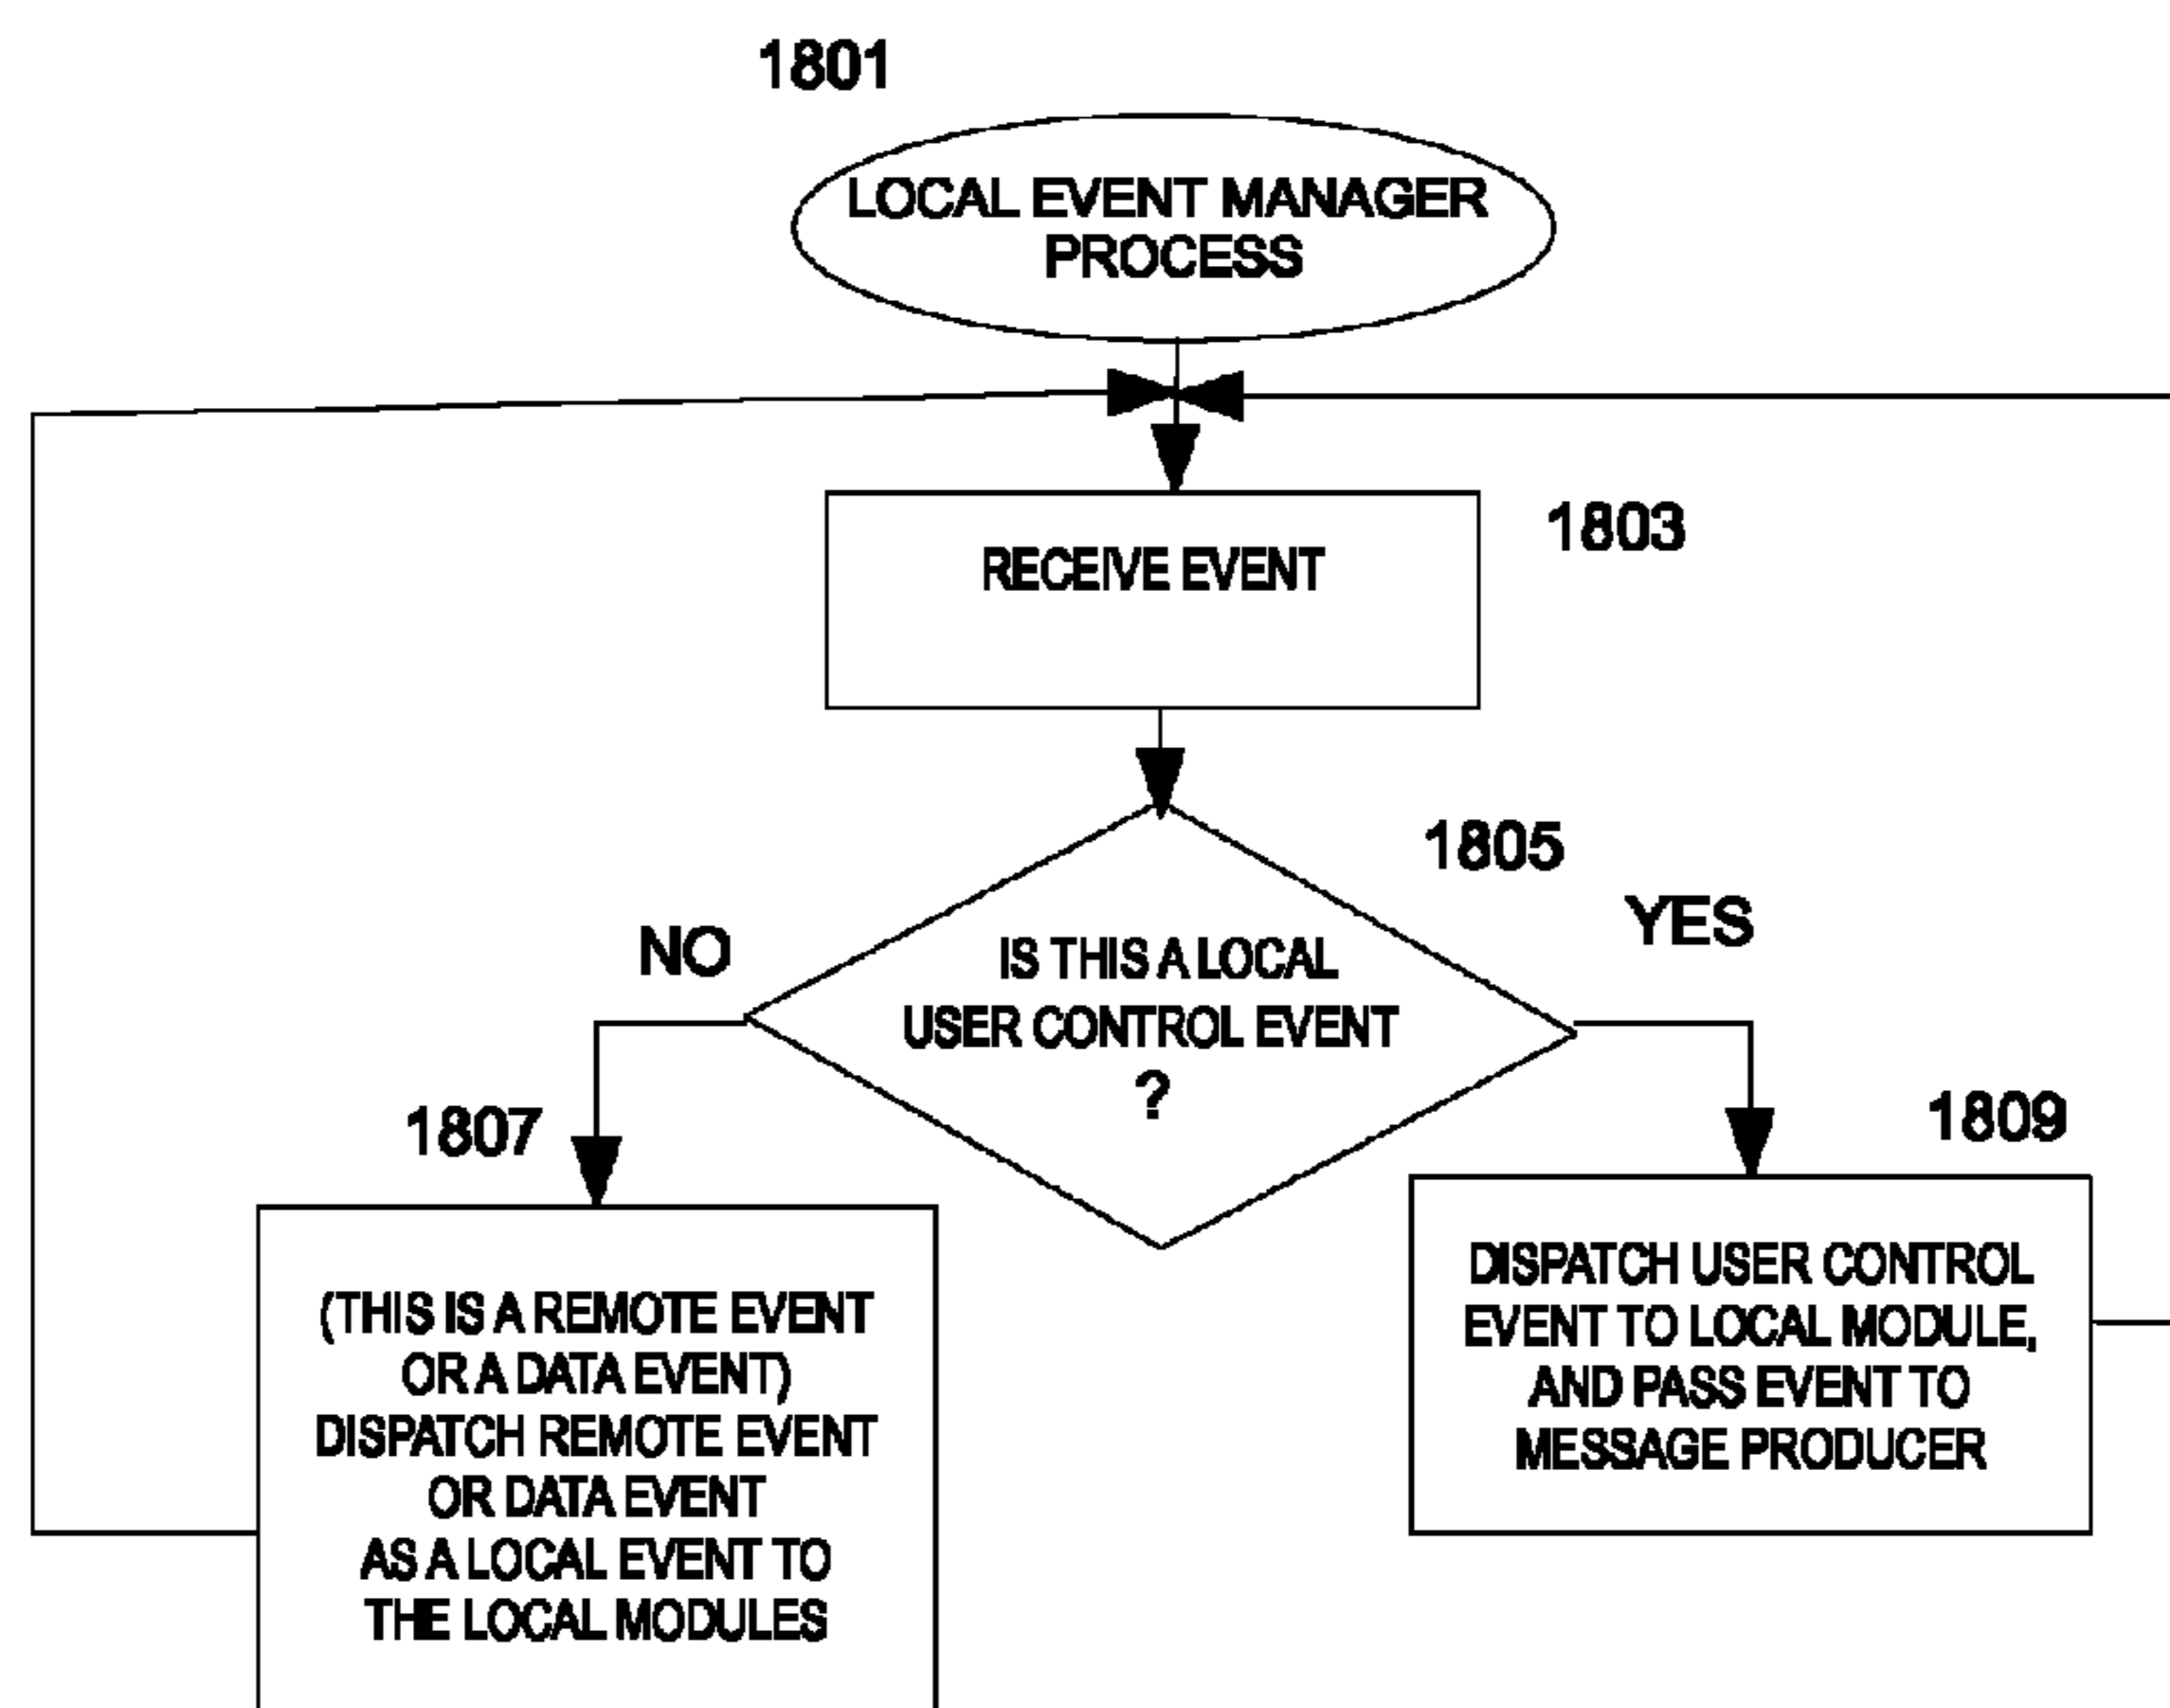 1801
LOCAL EVENT MANAGER
PROCESS
RECEIVE EVENT
1803
1805
IS THIS A LOCAL
USER CONTROL EVENT
?
NO
YES
1807
(THIS IS A REMOTE EVENT
OR A DATA EVENT)
DISPATCH REMOTE EVENT
OR DATA EVENT
AS A LOCAL EVENT TO
THE LOCAL MODULES
1809
DISPATCH USER CONTROL
EVENT TO LOCAL MODULE,
AND PASS EVENT TO
MESSAGE PRODUCER